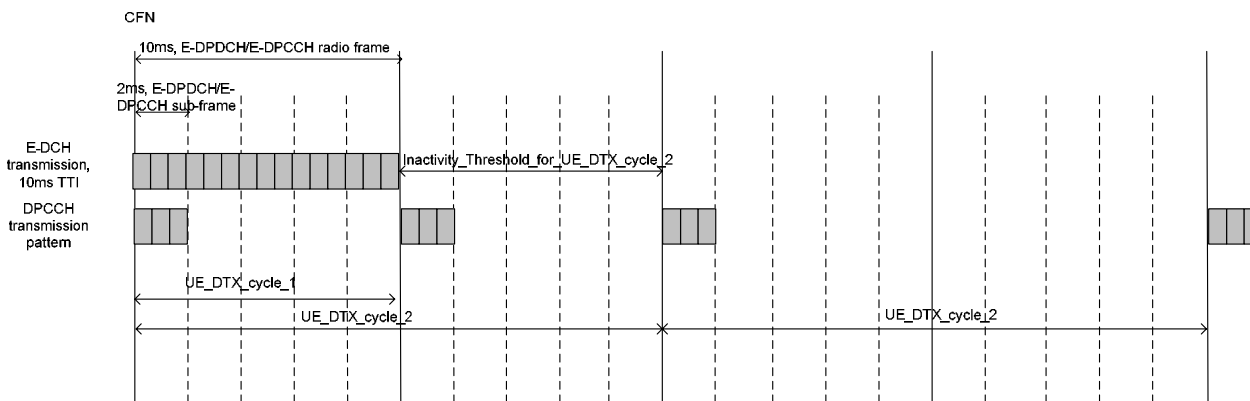 CFN
10ms, E-DPDCH/E-DPCCH radio frame
2ms, E-DPDCH/E-
DPCCH sub-frame
E-DCH
transmission,
10ms TTI
Inactivity_Threshold_for_UE_DTX_cycle_2
DPCCH
transmission
pattern
UE_DTX_cycle_1
UE_DTX_cycle_2
UE_DTX_cycle_2